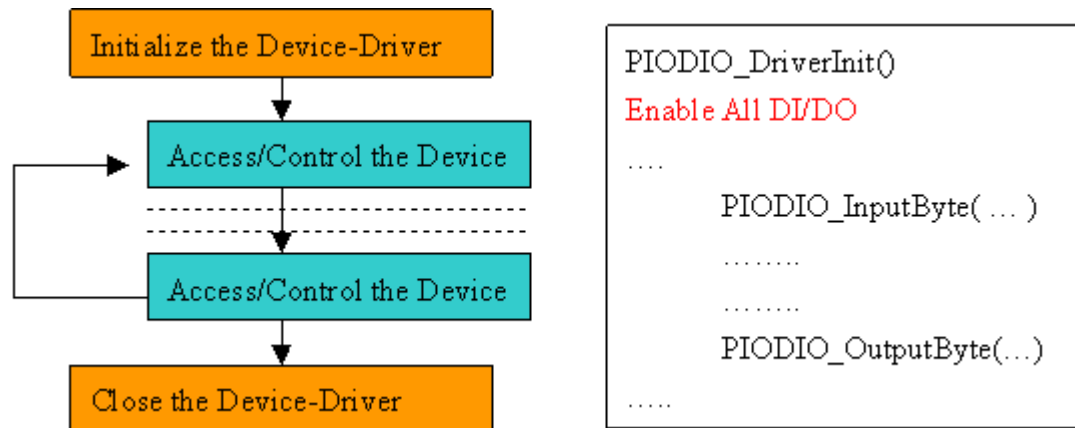 Initialize the Device-Driver
Access/Control the Device
Access/Control the Device
Close the Device-Driver
PIODIO_DriverInit()
Enable All DI/DO
....
PIODIO_InputByte( ... )
........
........
PIODIO_OutputByte(...)
.....